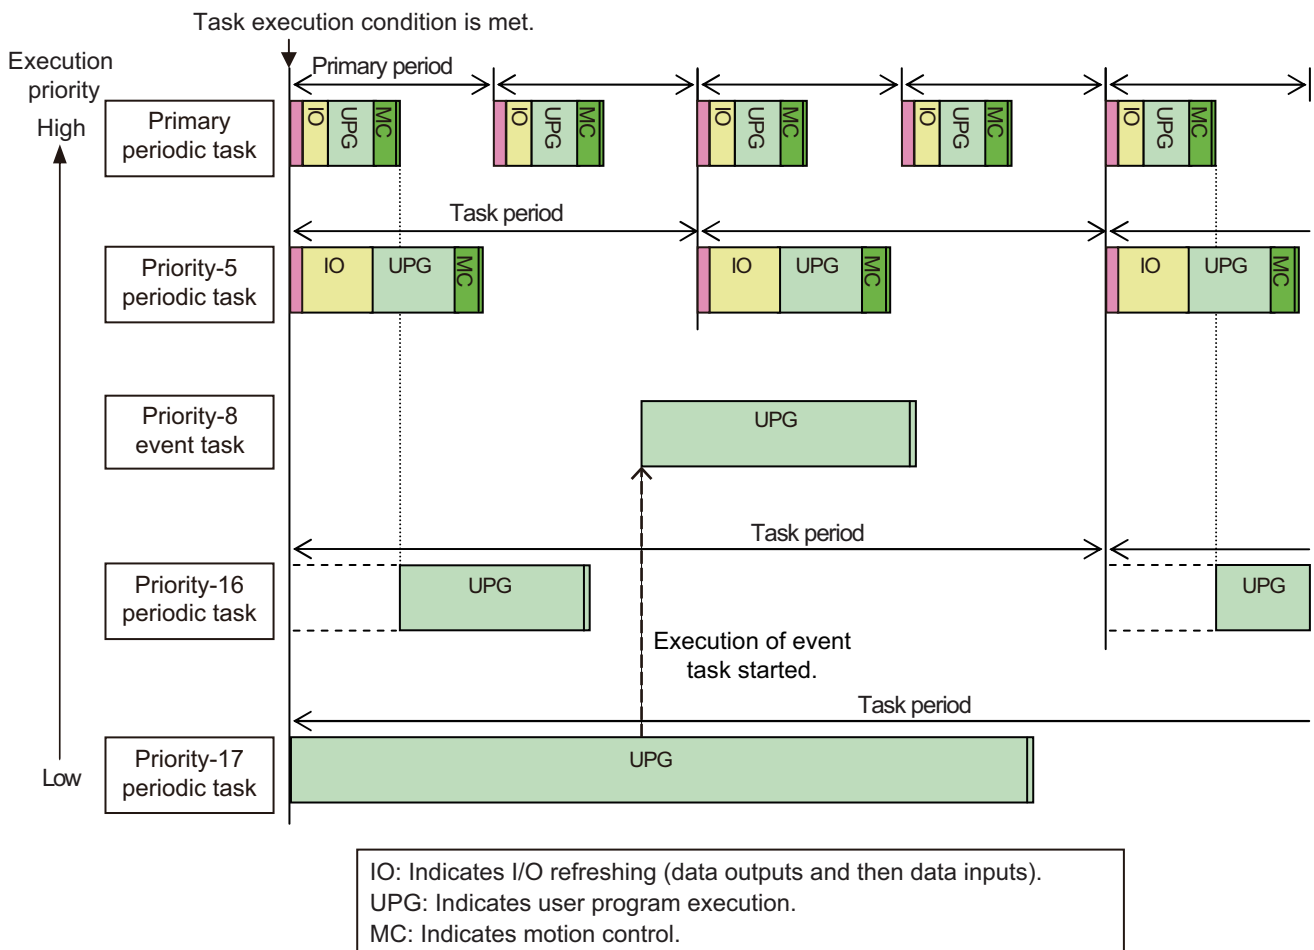 Task execution condition is met.
Execution
priority
High
Primary period
Primary
periodic task
IO UPG MC
IO UPG MC
IO UPG MC
IO UPG MC
IO UPG MC
Task period
Priority-5
periodic task
IO UPG MC
IO UPG MC
IO UPG MC
Priority-8
event task
UPG
Task period
Priority-16
periodic task
UPG
UPG
Execution of event
task started.
Task period
Low
Priority-17
periodic task
UPG
IO: Indicates I/O refreshing (data outputs and then data inputs).
UPG: Indicates user program execution.
MC: Indicates motion control.